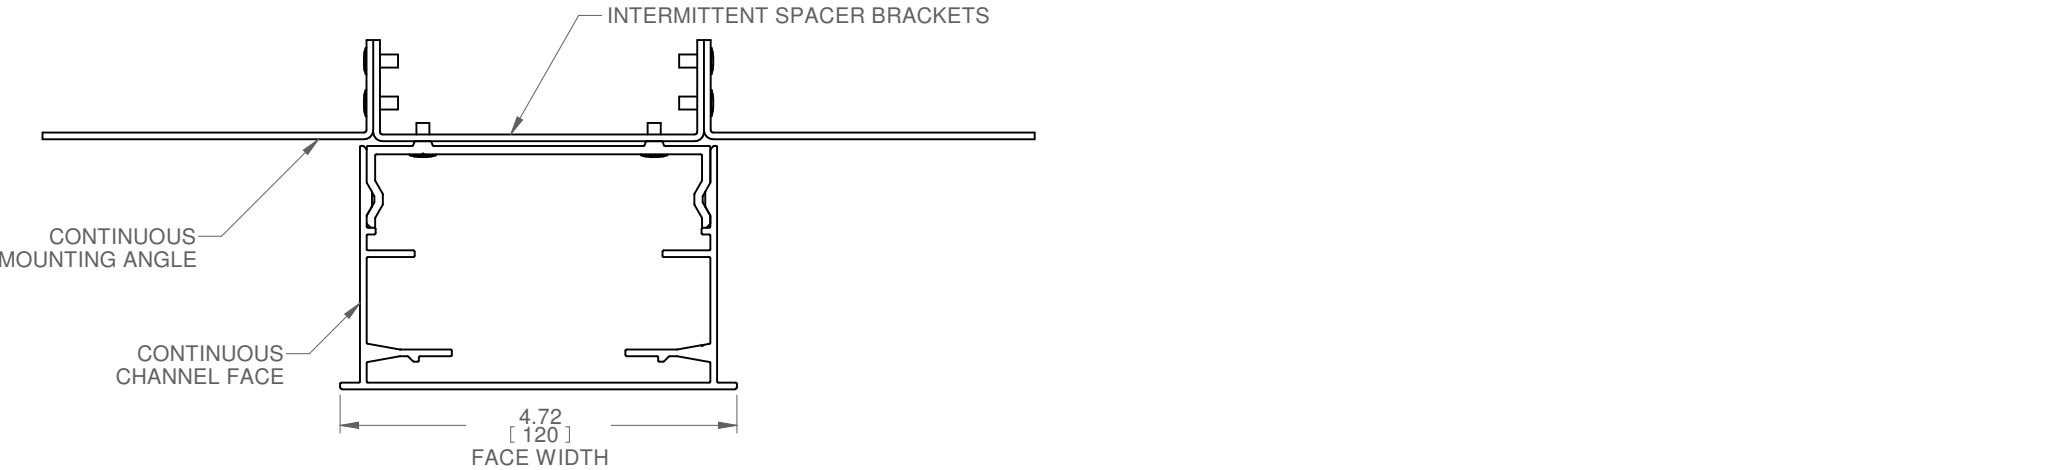 INTERMITTENT SPACER BRACKETS
CONTINUOUS
MOUNTING ANGLE
CONTINUOUS
CHANNEL FACE
4.72
[ 120 ]
FACE WIDTH